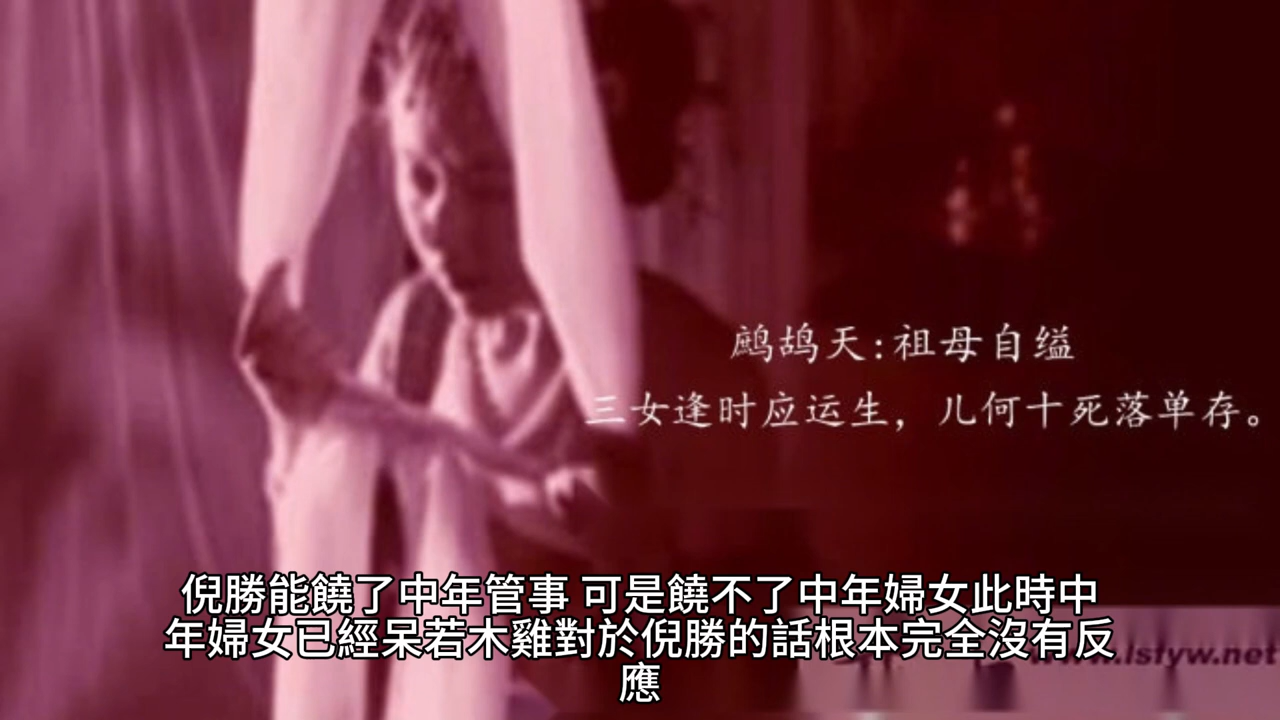 鹧鸪天:祖母自缢
三女逢时应运生，儿何十死落单存。
倪勝能饒了中年管事 可是饒不了中年婦女此時中
年婦女已經呆若木雞對於倪勝的話根本完全沒有反
應
www.lsfyw.net